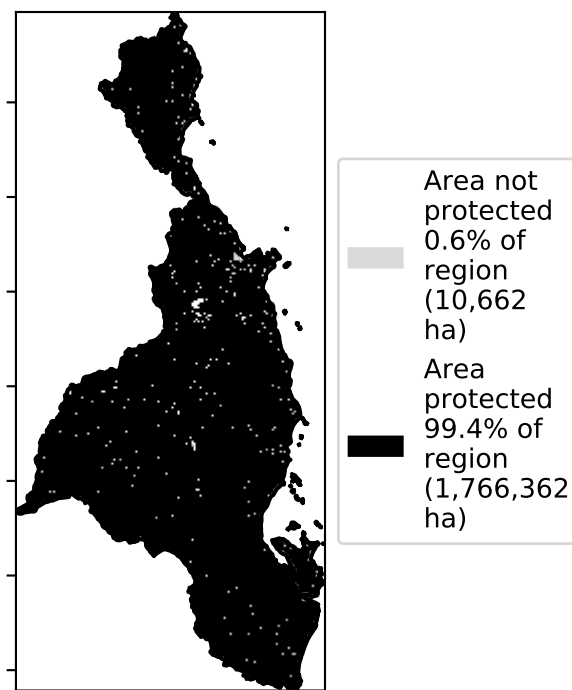 Area not
protected
0.6% of
region
(10,662
ha)
Area
protected
99.4% of
region
(1,766,362
ha)